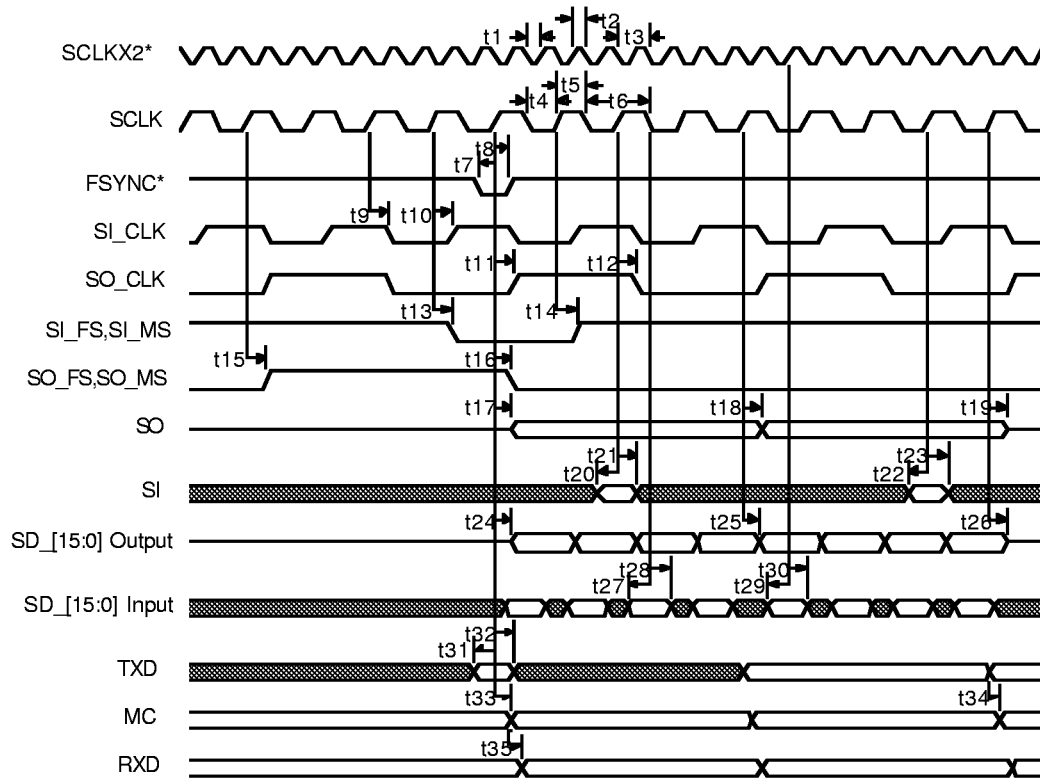 t1 t2 t3
SCLKX2*
t4 t5 t6
SCLK
t7 t8
FSYNC*
t9 t10
SI_CLK
t11 t12
SO_CLK
t13 t14
SI_FS,SI_MS
t15 t16
SO_FS,SO_MS
t17 t18 t19
SO
t20 t21 t22 t23
SI
t24 t25 t26
SD_[15:0] Output
t27 t28 t29 t30
SD_[15:0] Input
t31 t32
TXD
t33 t34
MC
t35
RXD